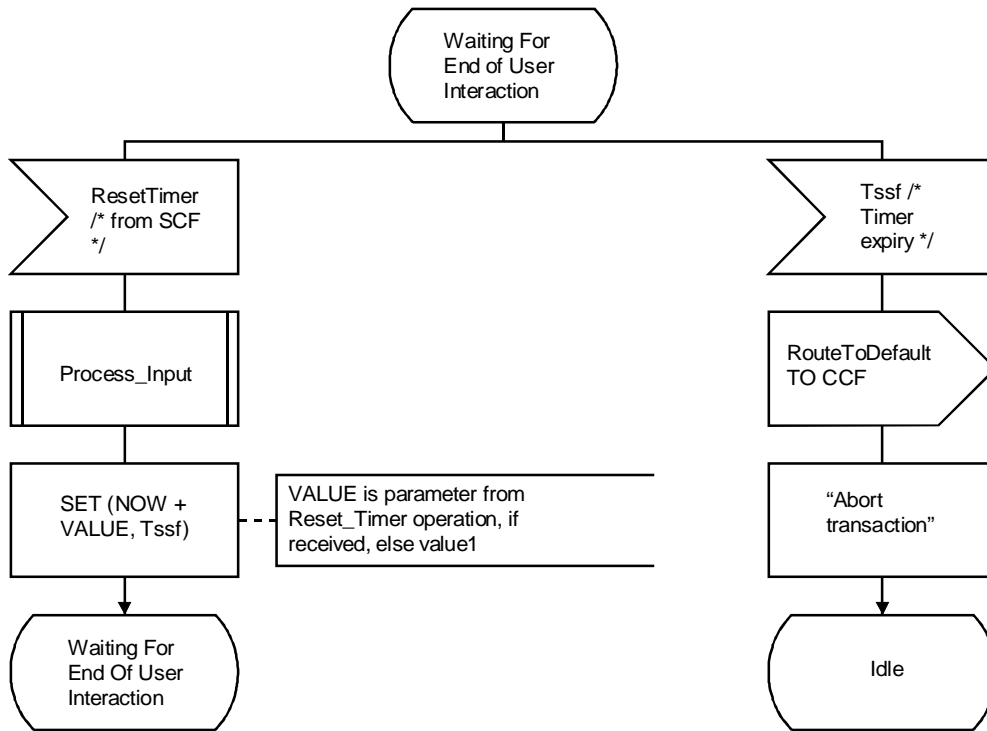 Waiting For
End of User
Interaction
ResetTimer
/* from SCF
*/
Tssf /*
Timer
expiry */
Process_Input
RouteToDefault
TO CCF
SET (NOW +
VALUE, Tssf)
VALUE is parameter from
Reset_Timer operation, if
received, else value1
“Abort
transaction”
Waiting For
End Of User
Interaction
Idle